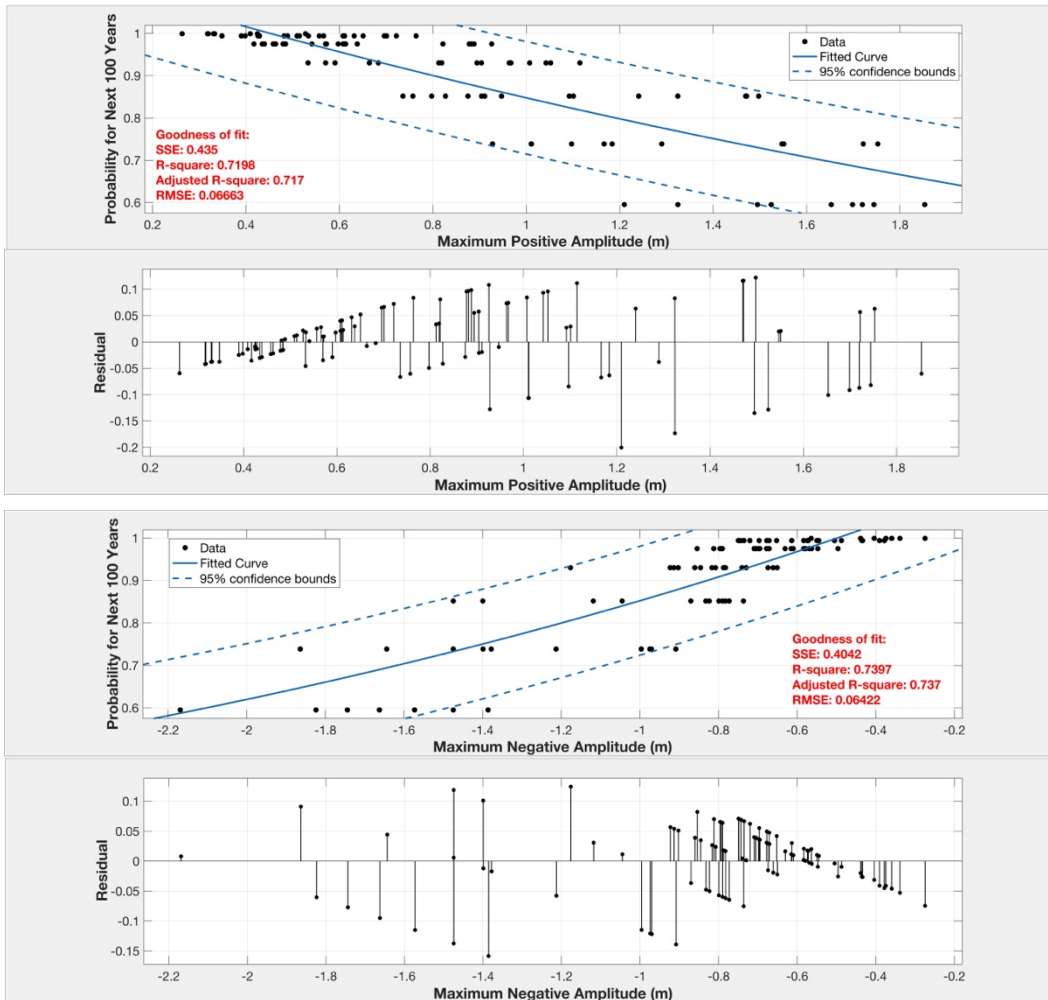 Probability for Next 100 Years
1
0.9
0.8
0.7
0.6
Data
Fitted Curve
95% confidence bounds
Goodness of fit:
SSE: 0.435
R-square: 0.7198
Adjusted R-square: 0.717
RMSE: 0.06663
0.2 0.4 0.6 0.8 1 1.2 1.4 1.6 1.8
Maximum Positive Amplitude (m)
Residual
0.1
0.05
0
-0.05
-0.1
-0.15
-0.2
0.2 0.4 0.6 0.8 1 1.2 1.4 1.6 1.8
Maximum Positive Amplitude (m)
Probability for Next 100 Years
1
0.9
0.8
0.7
0.6
Data
Fitted Curve
95% confidence bounds
Goodness of fit:
SSE: 0.4042
R-square: 0.7397
Adjusted R-square: 0.737
RMSE: 0.06422
-2.2 -2 -1.8 -1.6 -1.4 -1.2 -1 -0.8 -0.6 -0.4 -0.2
Maximum Negative Amplitude (m)
Residual
0.1
0.05
0
-0.05
-0.1
-0.15
-2.2 -2 -1.8 -1.6 -1.4 -1.2 -1 -0.8 -0.6 -0.4 -0.2
Maximum Negative Amplitude (m)